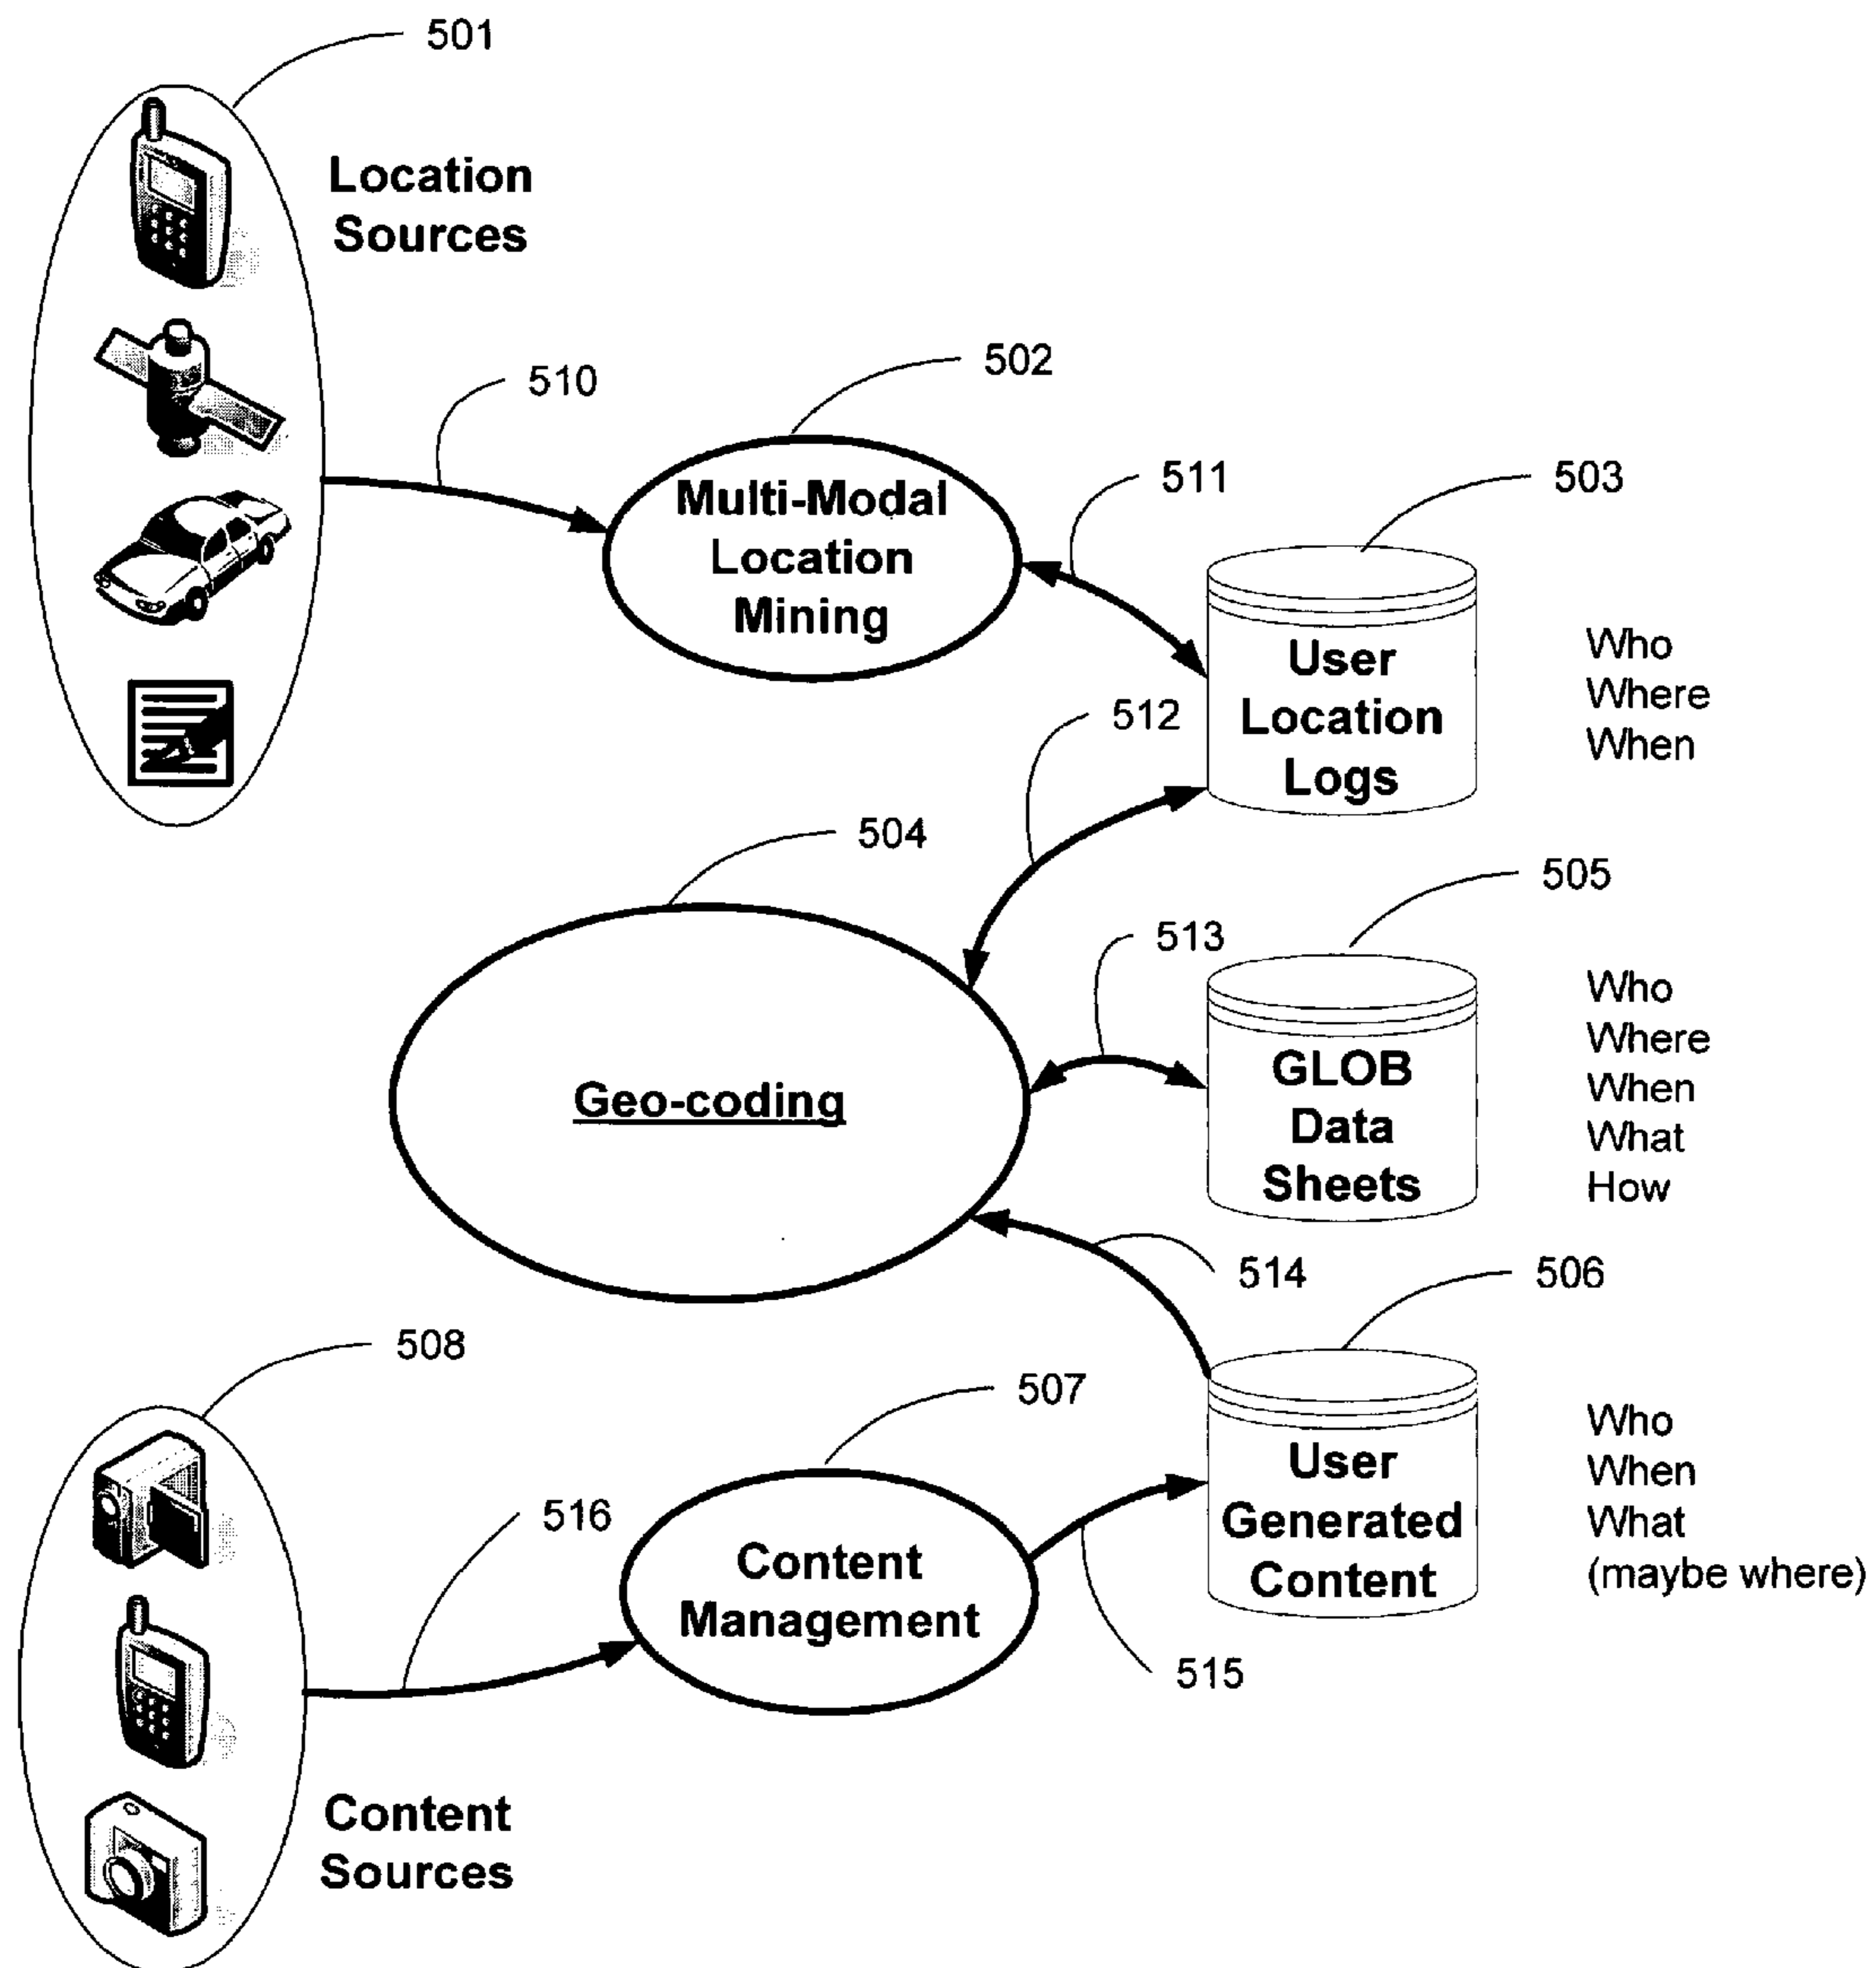 501
Location
Sources
510
502
Multi-Modal
Location
Mining
511
503
User
Location
Logs
Who
Where
When
512
504
Geo-coding
505
513
GLOB
Data
Sheets
Who
Where
When
What
How
514
506
508
507
User
Generated
Content
Who
When
What
(maybe where)
516
Content
Management
515
Content
Sources